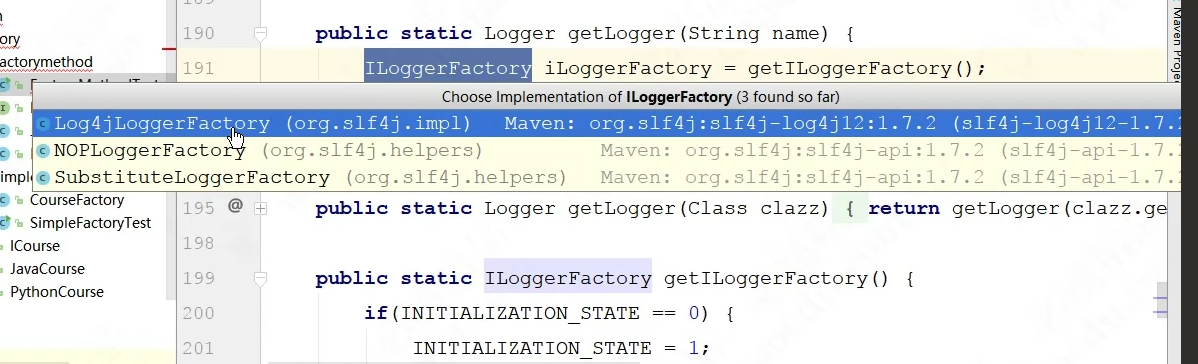 ory
actorymethod
CourseFactory
SimpleFactoryTest
ICourse
JavaCourse
PythonCourse
190 public static Logger getLogger(String name) {
191 ILoggerFactory iLoggerFactory = getILoggerFactory();
Choose Implementation of ILoggerFactory (3 found so far)
Log4jLoggerFactory (org.slf4j.impl) Maven: org.slf4j:slf4j-log4j12:1.7.2 (slf4j-log4j12-1.7.2
NOPLoggerFactory (org.slf4j.helpers) Maven: org.slf4j:slf4j-api:1.7.2 (slf4j-api-1.7.
SubstituteLoggerFactory (org.slf4j.helpers) Maven: org.slf4j:slf4j-api:1.7.2 (slf4j-api-1.7.
195 @ public static Logger getLogger(Class clazz) { return getLogger(clazz.ge
198
199 public static ILoggerFactory getILoggerFactory() {
200 if(INITIALIZATION_STATE == 0) {
201 INITIALIZATION_STATE = 1;
Maven Proje